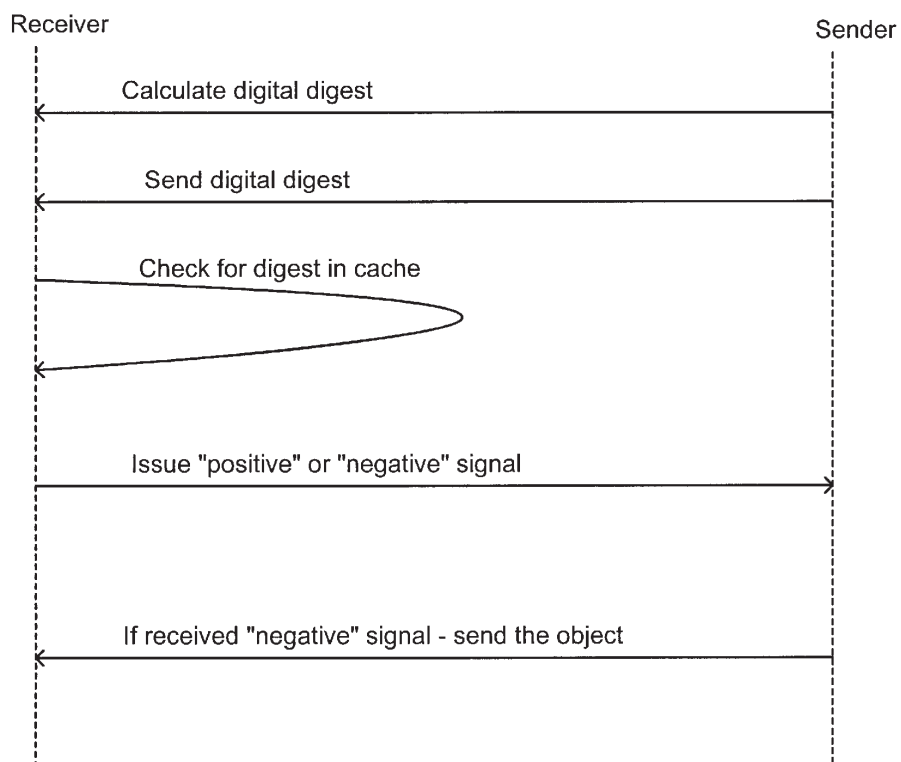 Receiver
Sender
Calculate digital digest
Send digital digest
Check for digest in cache
Issue "positive" or "negative" signal
If received "negative" signal - send the object